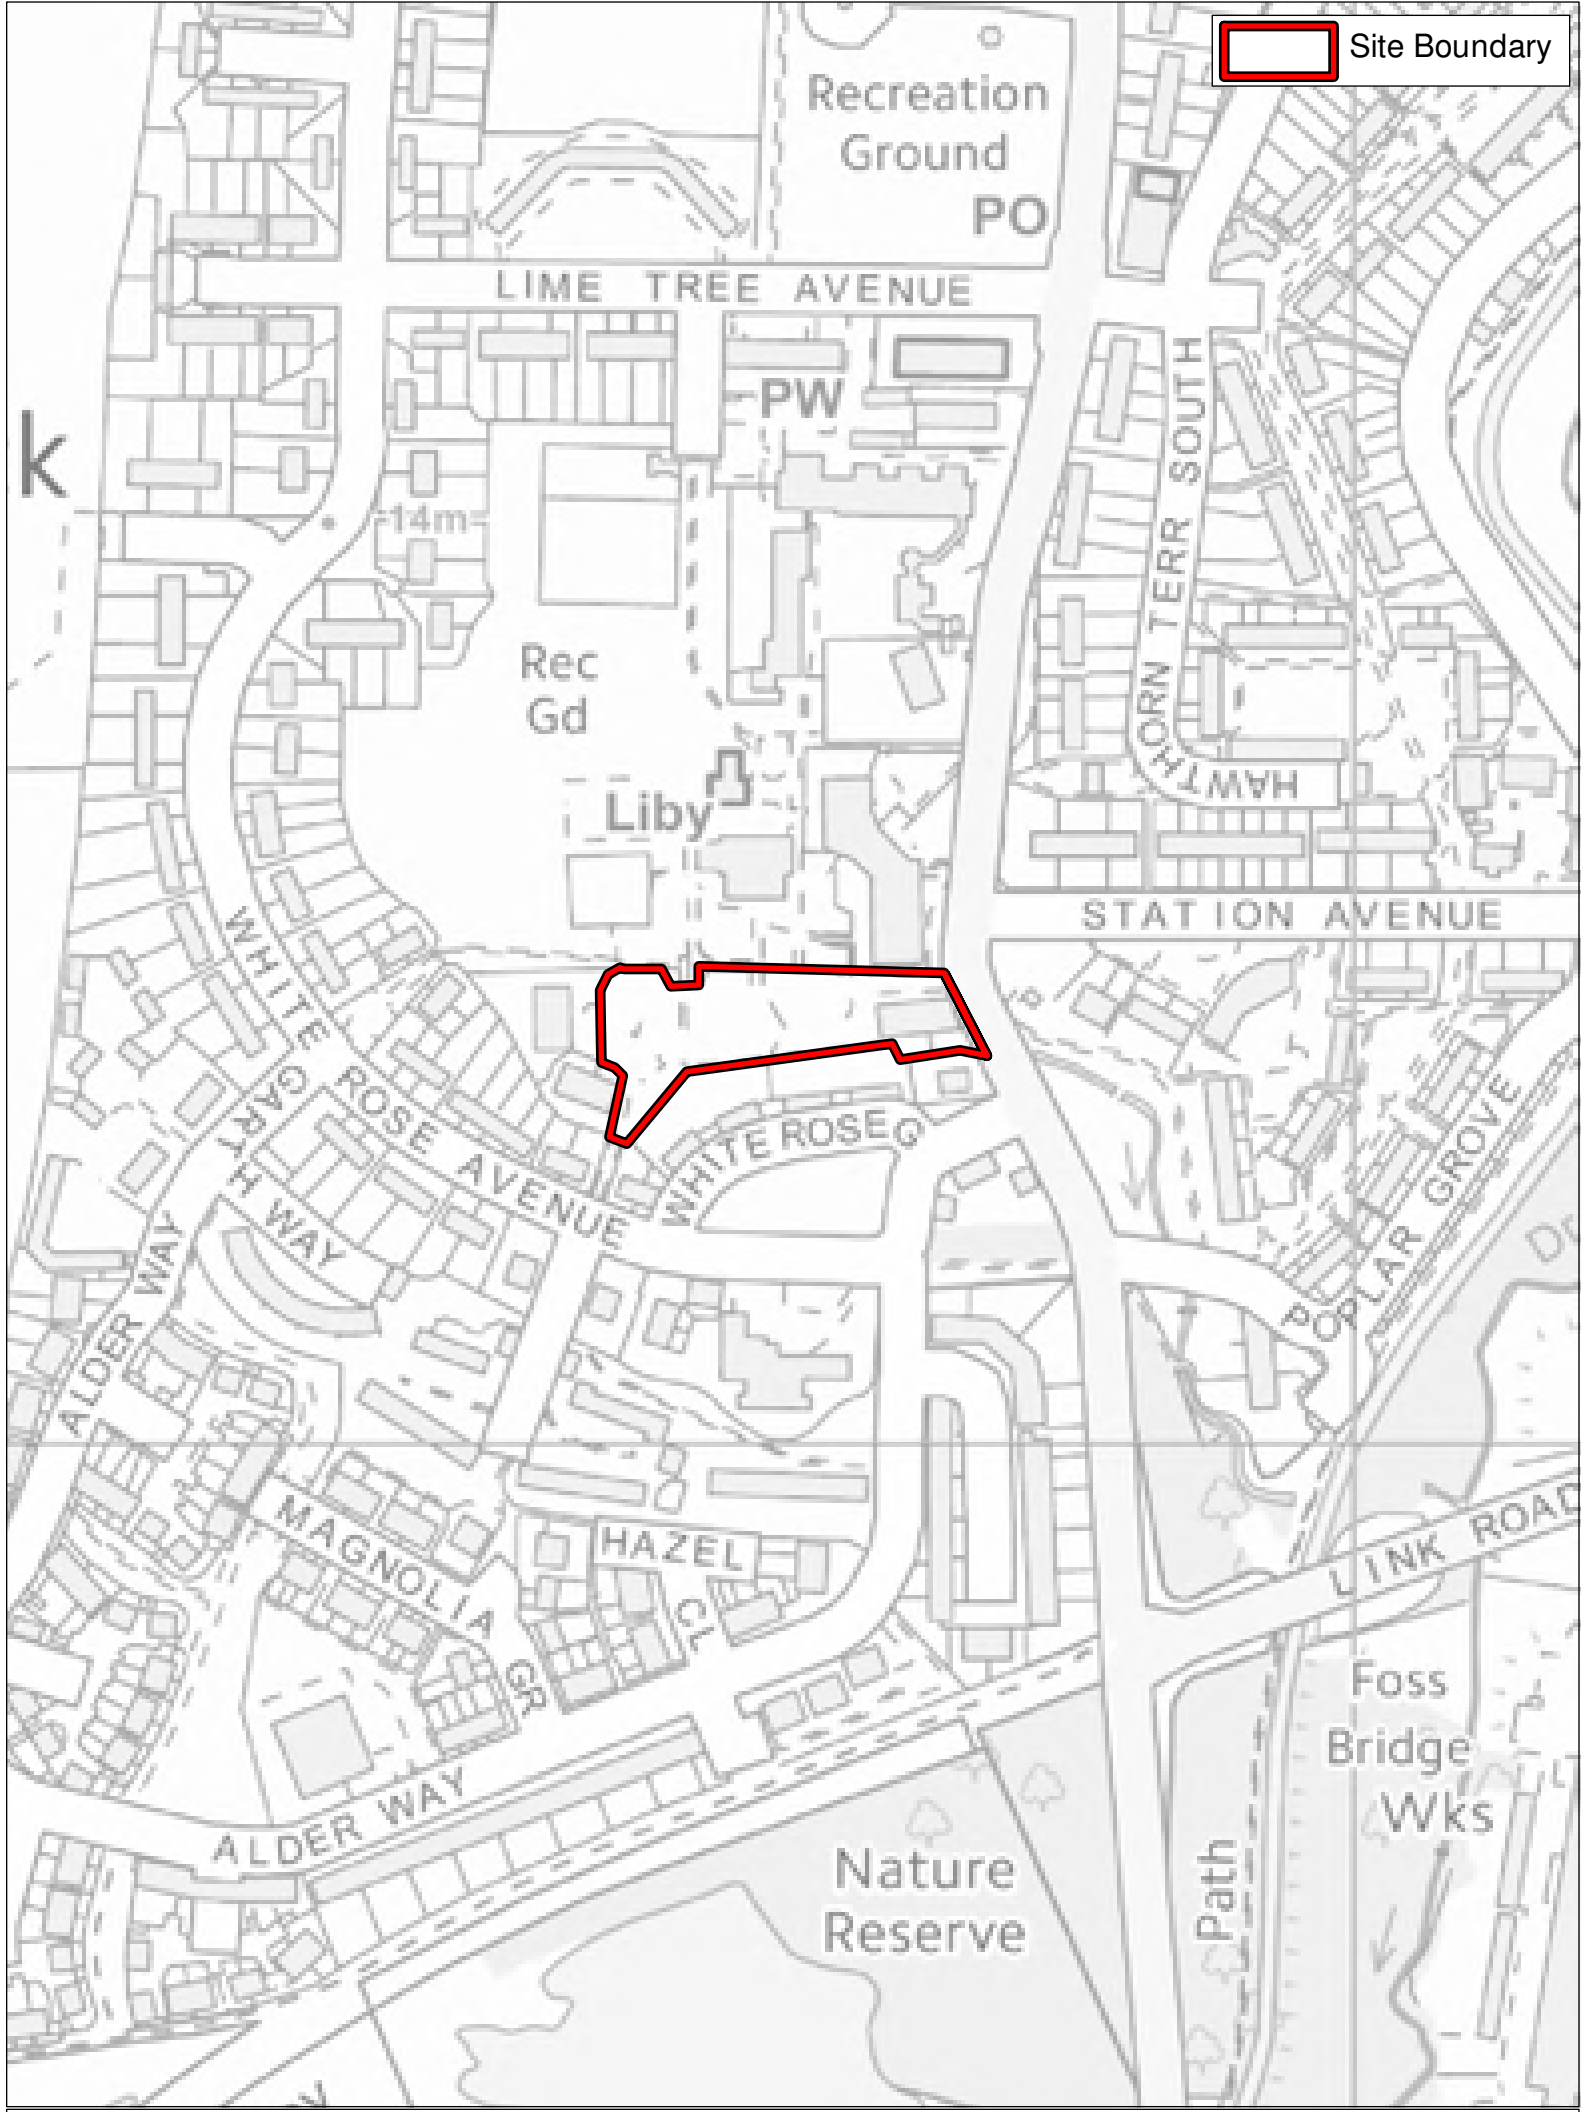 Site Boundary
Recreation
Ground
PO
LIME TREE AVENUE
PW
k
14m
HAWTHORN TERR SOUTH
Rec
Gd
Liby
STATION AVENUE
WHITE ROSE AVENUE
GARTH WAY
WHITE ROSE G
POPLAR GROVE
ALDER WAY
MAGNOLIA GR
HAZEL CL
LINK ROAD
Foss
Bridge
Wks
ALDER WAY
Nature
Reserve
Path